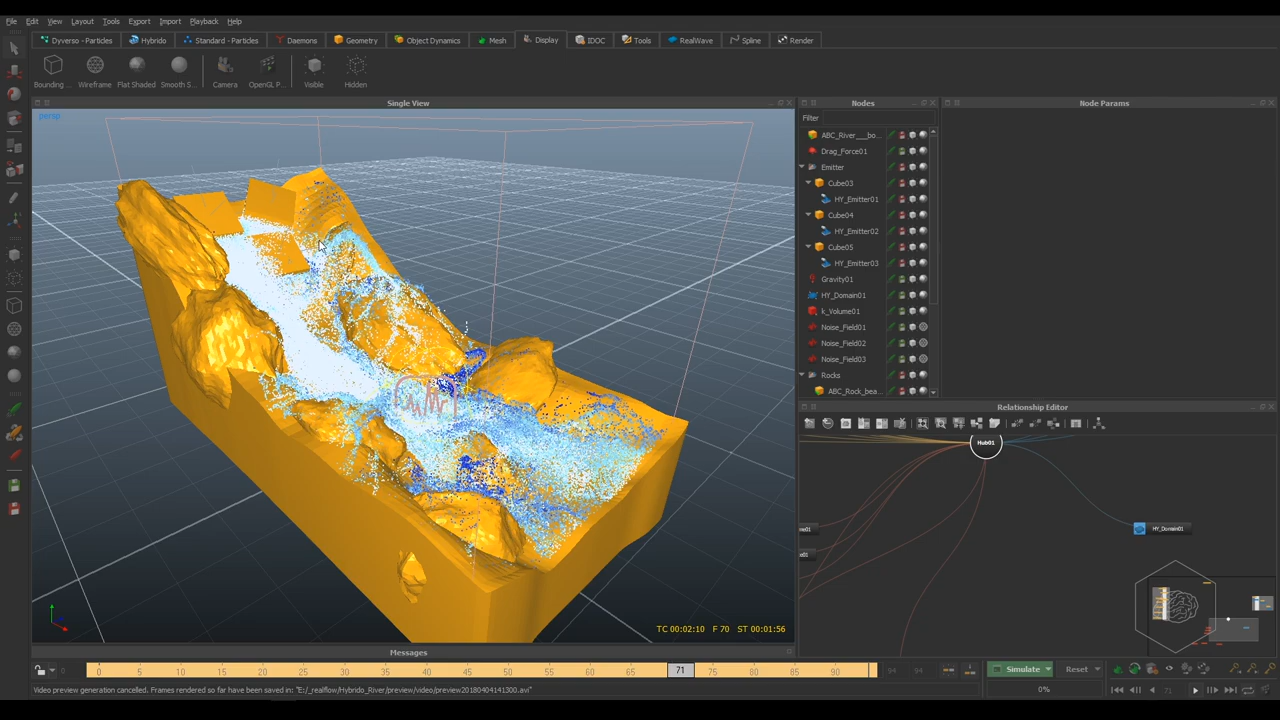 File Edit View Layout Tools Export Import Playback Help
Dyverso - Particles Hybrido Standard - Particles Daemons Geometry Object Dynamics Mesh Display IDOC Tools RealWave Spline Render
Bounding ... Wireframe Flat Shaded Smooth S... Camera OpenGL P... Visible Hidden
Single View
Nodes
Node Params
persp
Filter
ABC_River___bo...
Drag_Force01
Emitter
Cube03
HY_Emitter01
Cube04
HY_Emitter02
Cube05
HY_Emitter03
Gravity01
HY_Domain01
k_Volume01
Noise_Field01
Noise_Field02
Noise_Field03
Rocks
ABC_Rock_bea...
Relationship Editor
Hub01
HY_Domain01
TC 00:02:10 F 70 ST 00:01:56
Messages
0 0 5 10 15 20 25 30 35 40 45 50 55 60 65 71 75 80 85 90 94 94
Simulate Reset
Video preview generation cancelled. Frames rendered so far have been saved in: "E:/_realflow/Hybrido_River/preview/video/preview20180404141300.avi"
0%
71